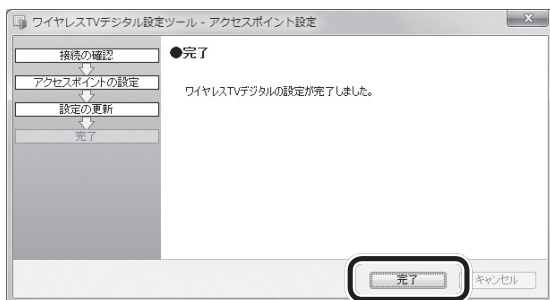 ワイヤレスTVデジタル設定ツール - アクセスポイント設定
接続の確認
アクセスポイントの設定
設定の更新
完了
●完了
ワイヤレスTVデジタルの設定が完了しました。
完了
キャンセル